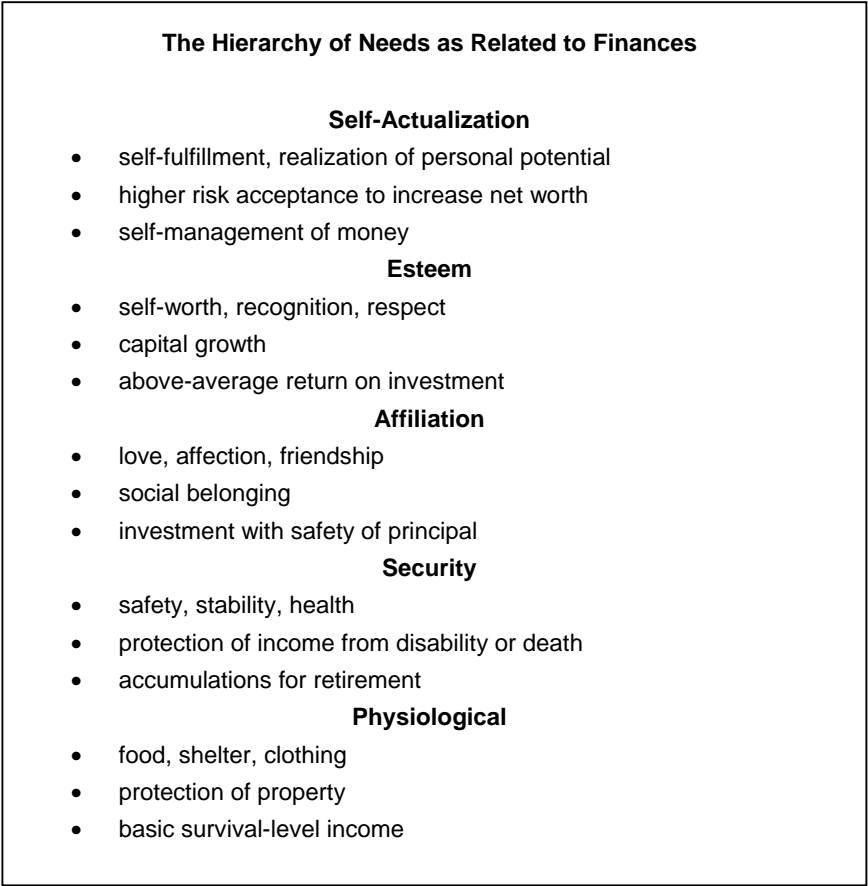 The Hierarchy of Needs as Related to Finances
Self-Actualization
• self-fulfillment, realization of personal potential
• higher risk acceptance to increase net worth
• self-management of money
Esteem
• self-worth, recognition, respect
• capital growth
• above-average return on investment
Affiliation
• love, affection, friendship
• social belonging
• investment with safety of principal
Security
• safety, stability, health
• protection of income from disability or death
• accumulations for retirement
Physiological
• food, shelter, clothing
• protection of property
• basic survival-level income